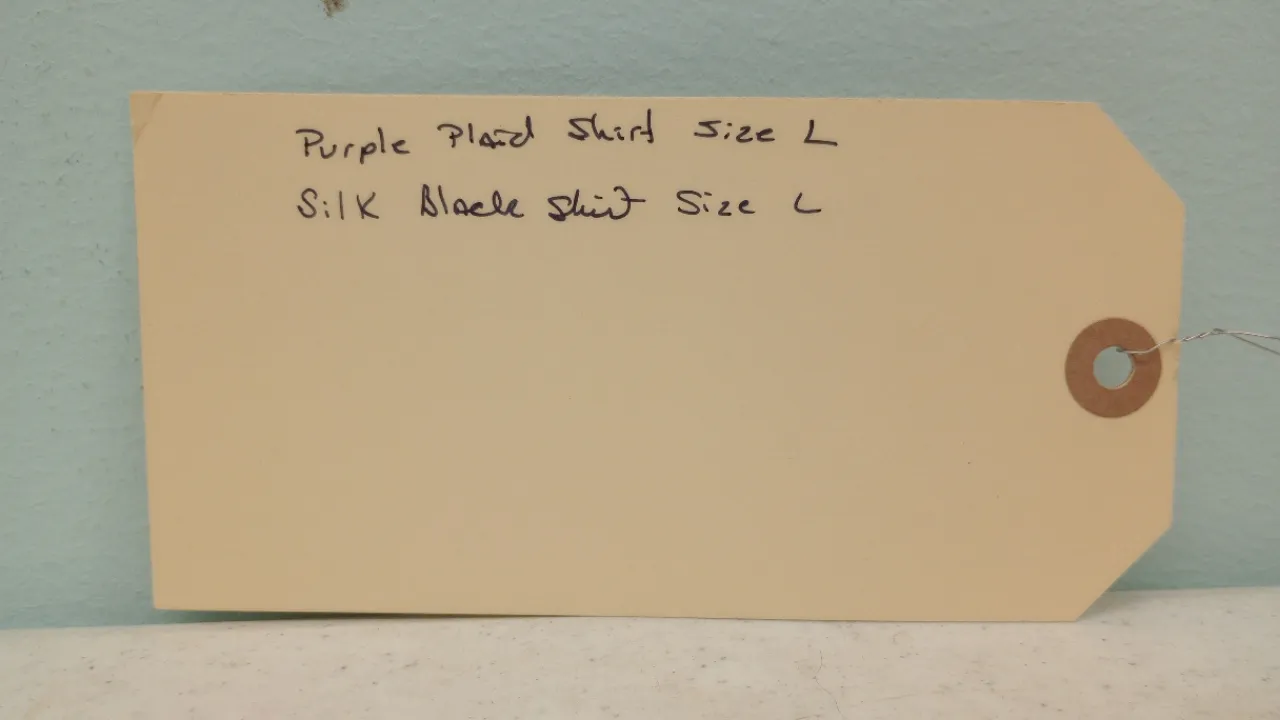 Purple Plaid Shirt Size L
Silk Black Shirt Size L